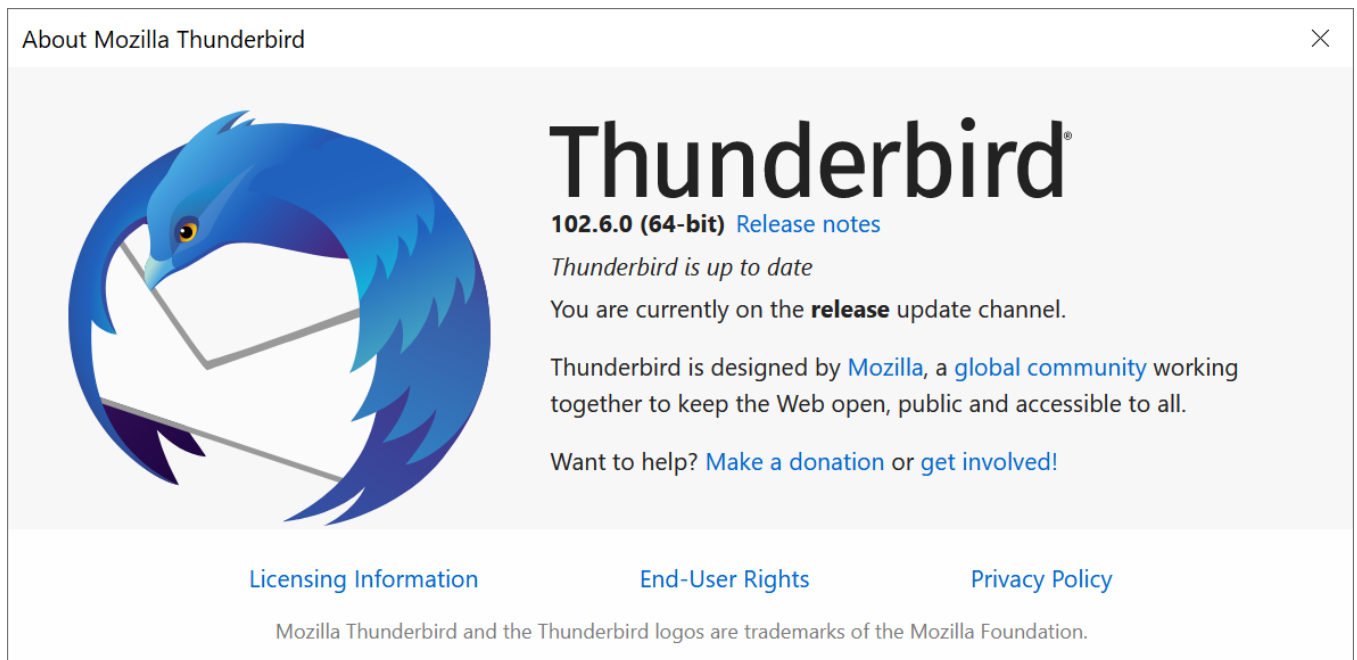 About Mozilla Thunderbird
Thunderbird®
102.6.0 (64-bit) Release notes
Thunderbird is up to date
You are currently on the release update channel.
Thunderbird is designed by Mozilla, a global community working
together to keep the Web open, public and accessible to all.
Want to help? Make a donation or get involved!
Licensing Information End-User Rights Privacy Policy
Mozilla Thunderbird and the Thunderbird logos are trademarks of the Mozilla Foundation.